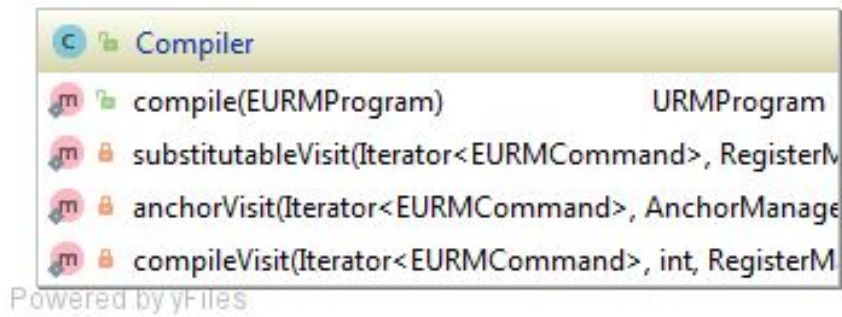 C Compiler
m compile(EURMProgram) URMProgram
m substitutableVisit(Iterator<EURMCommand>, RegisterM
m anchorVisit(Iterator<EURMCommand>, AnchorManage
m compileVisit(Iterator<EURMCommand>, int, RegisterM
Powered by yFiles